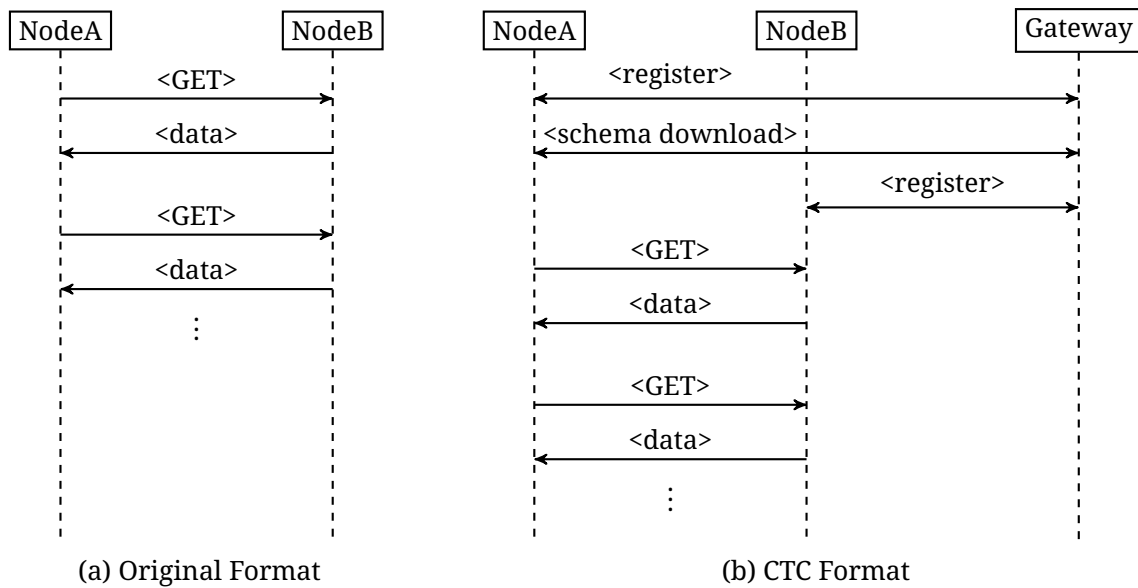 NodeA
NodeB
<GET>
<data>
<GET>
<data>
⋮
(a) Original Format
NodeA
NodeB
Gateway
<register>
<schema download>
<register>
<GET>
<data>
<GET>
<data>
⋮
(b) CTC Format